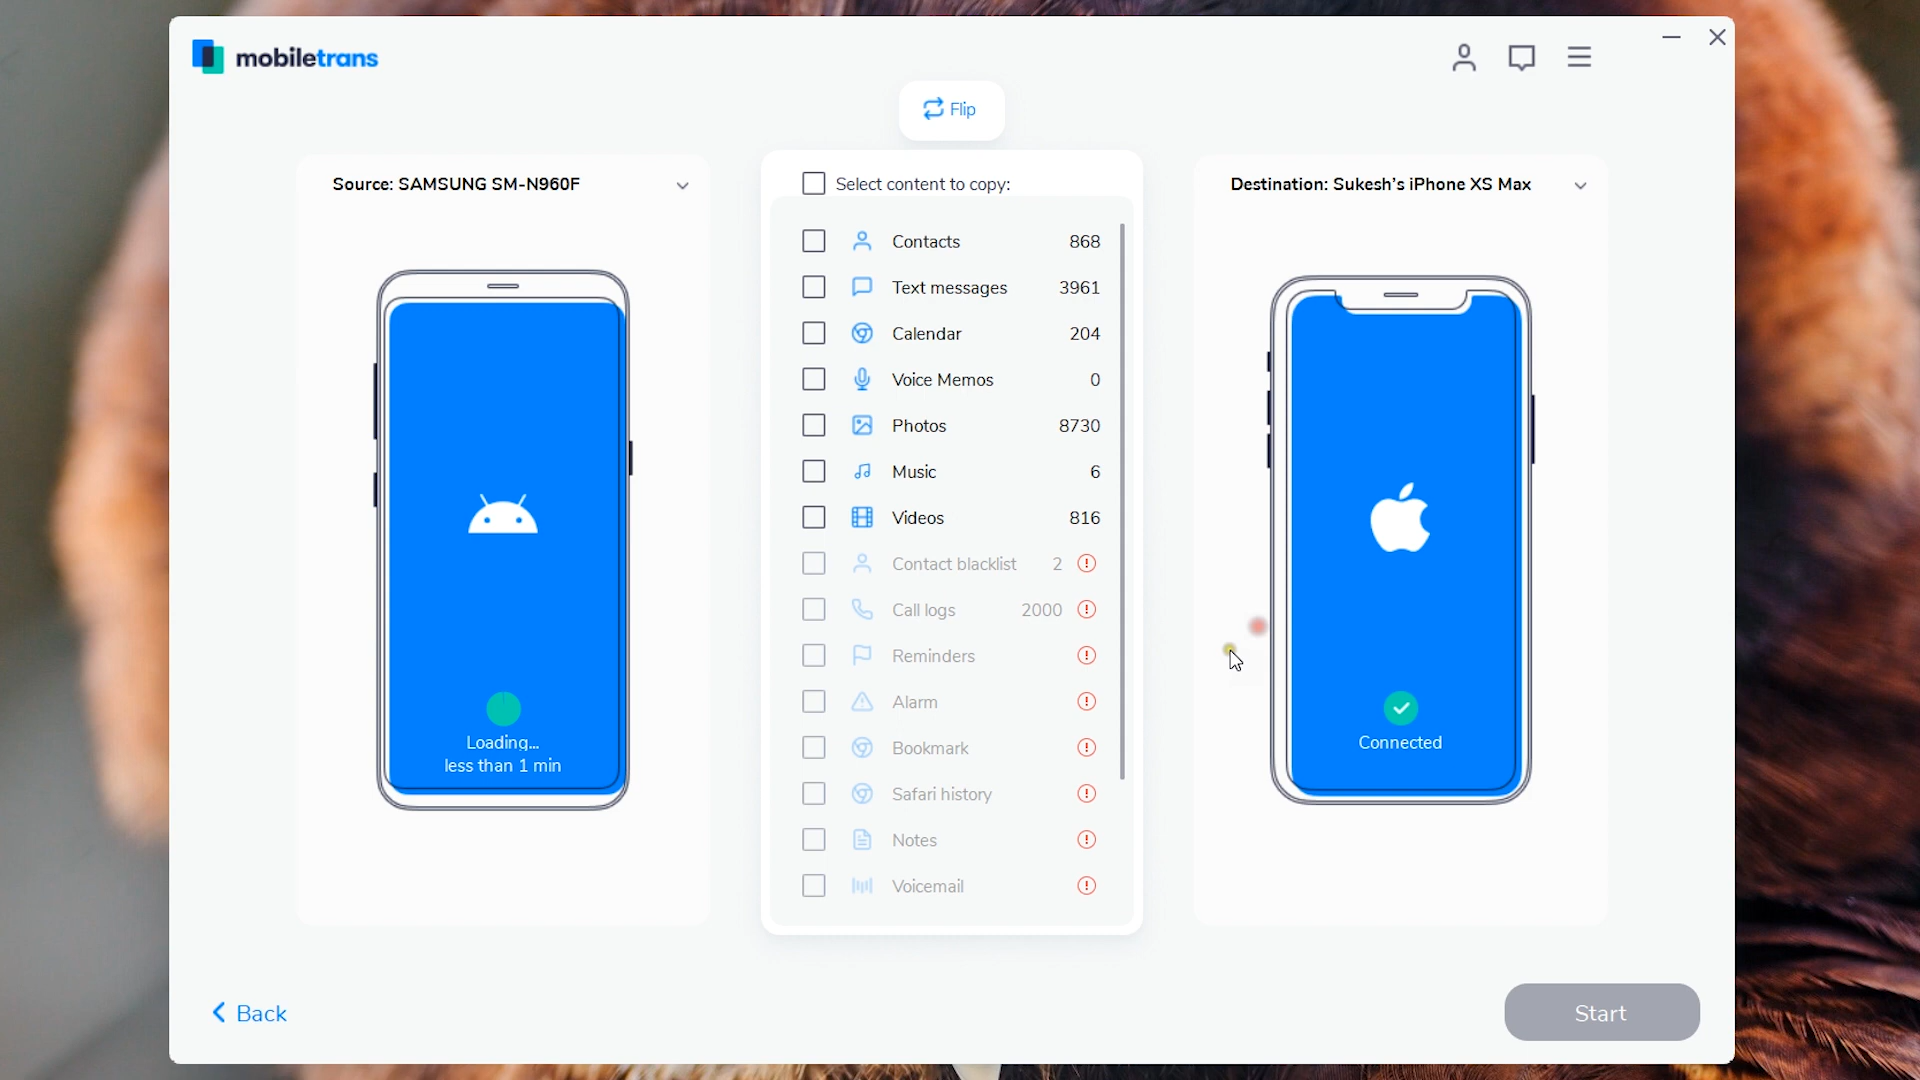 mobiletrans
Flip
Source: SAMSUNG SM-N960F
Loading...
less than 1 min
Select content to copy:
Contacts 868
Text messages 3961
Calendar 204
Voice Memos 0
Photos 8730
Music 6
Videos 816
Contact blacklist 2
Call logs 2000
Reminders
Alarm
Bookmark
Safari history
Notes
Voicemail
Destination: Sukesh's iPhone XS Max
Connected
Back
Start